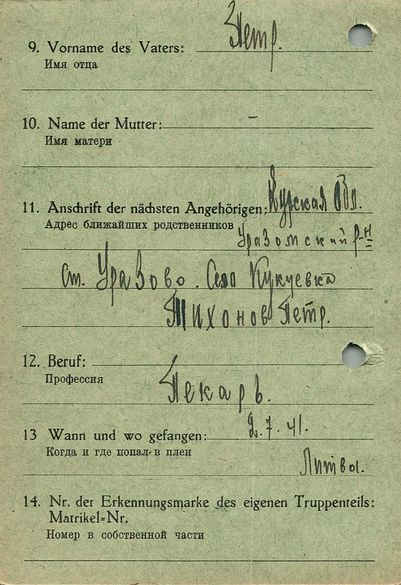 9. Vorname des Vaters: Петр.
Имя отца
10. Name der Mutter: –
Имя матери
11. Anschrift der nächsten Angehörigen: Курская Обл.
Адрес ближайших родственников Уразомский р-н
ст. Уразово. Село Кукуевка
Тихонов Петр.
12. Beruf:
Профессия
Пекарь.
13 Wann und wo gefangen: 2.7.41.
Когда и где попал в плен
Литва.
14. Nr. der Erkennungsmarke des eigenen Truppenteils:
Matrikel-Nr.
Номер в собственной части